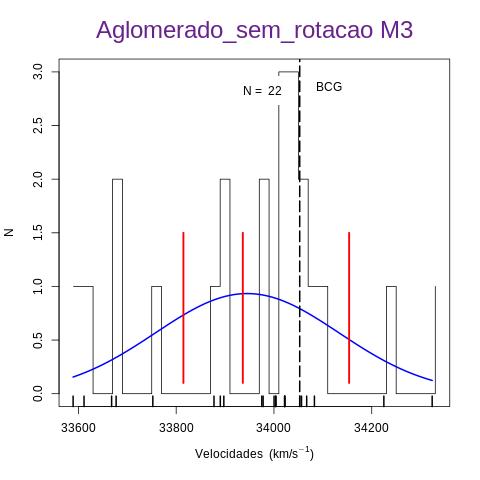 Aglomerado_sem_rotacao M3
N = 22
BCG
3.0
2.5
2.0
1.5
1.0
0.5
0.0
N
33600 33800 34000 34200
Velocidades (km/s⁻¹)